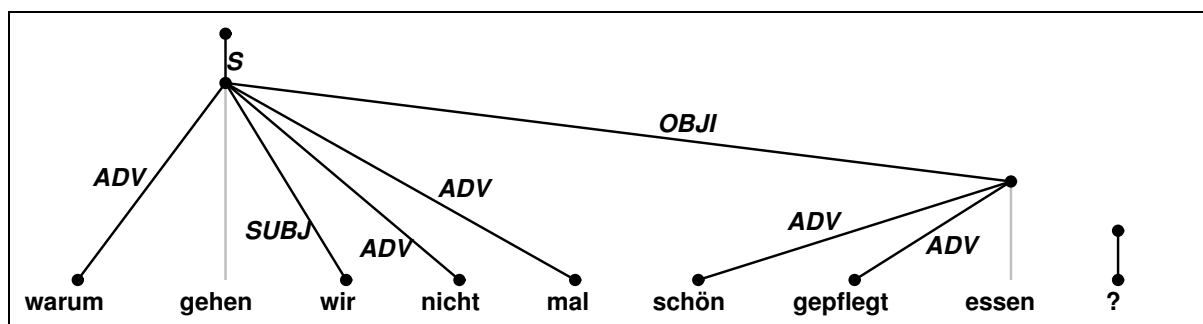 S
OBJI
ADV
ADV
ADV
SUBJ
ADV
ADV
warum gehen wir nicht mal schön gepflegt essen ?